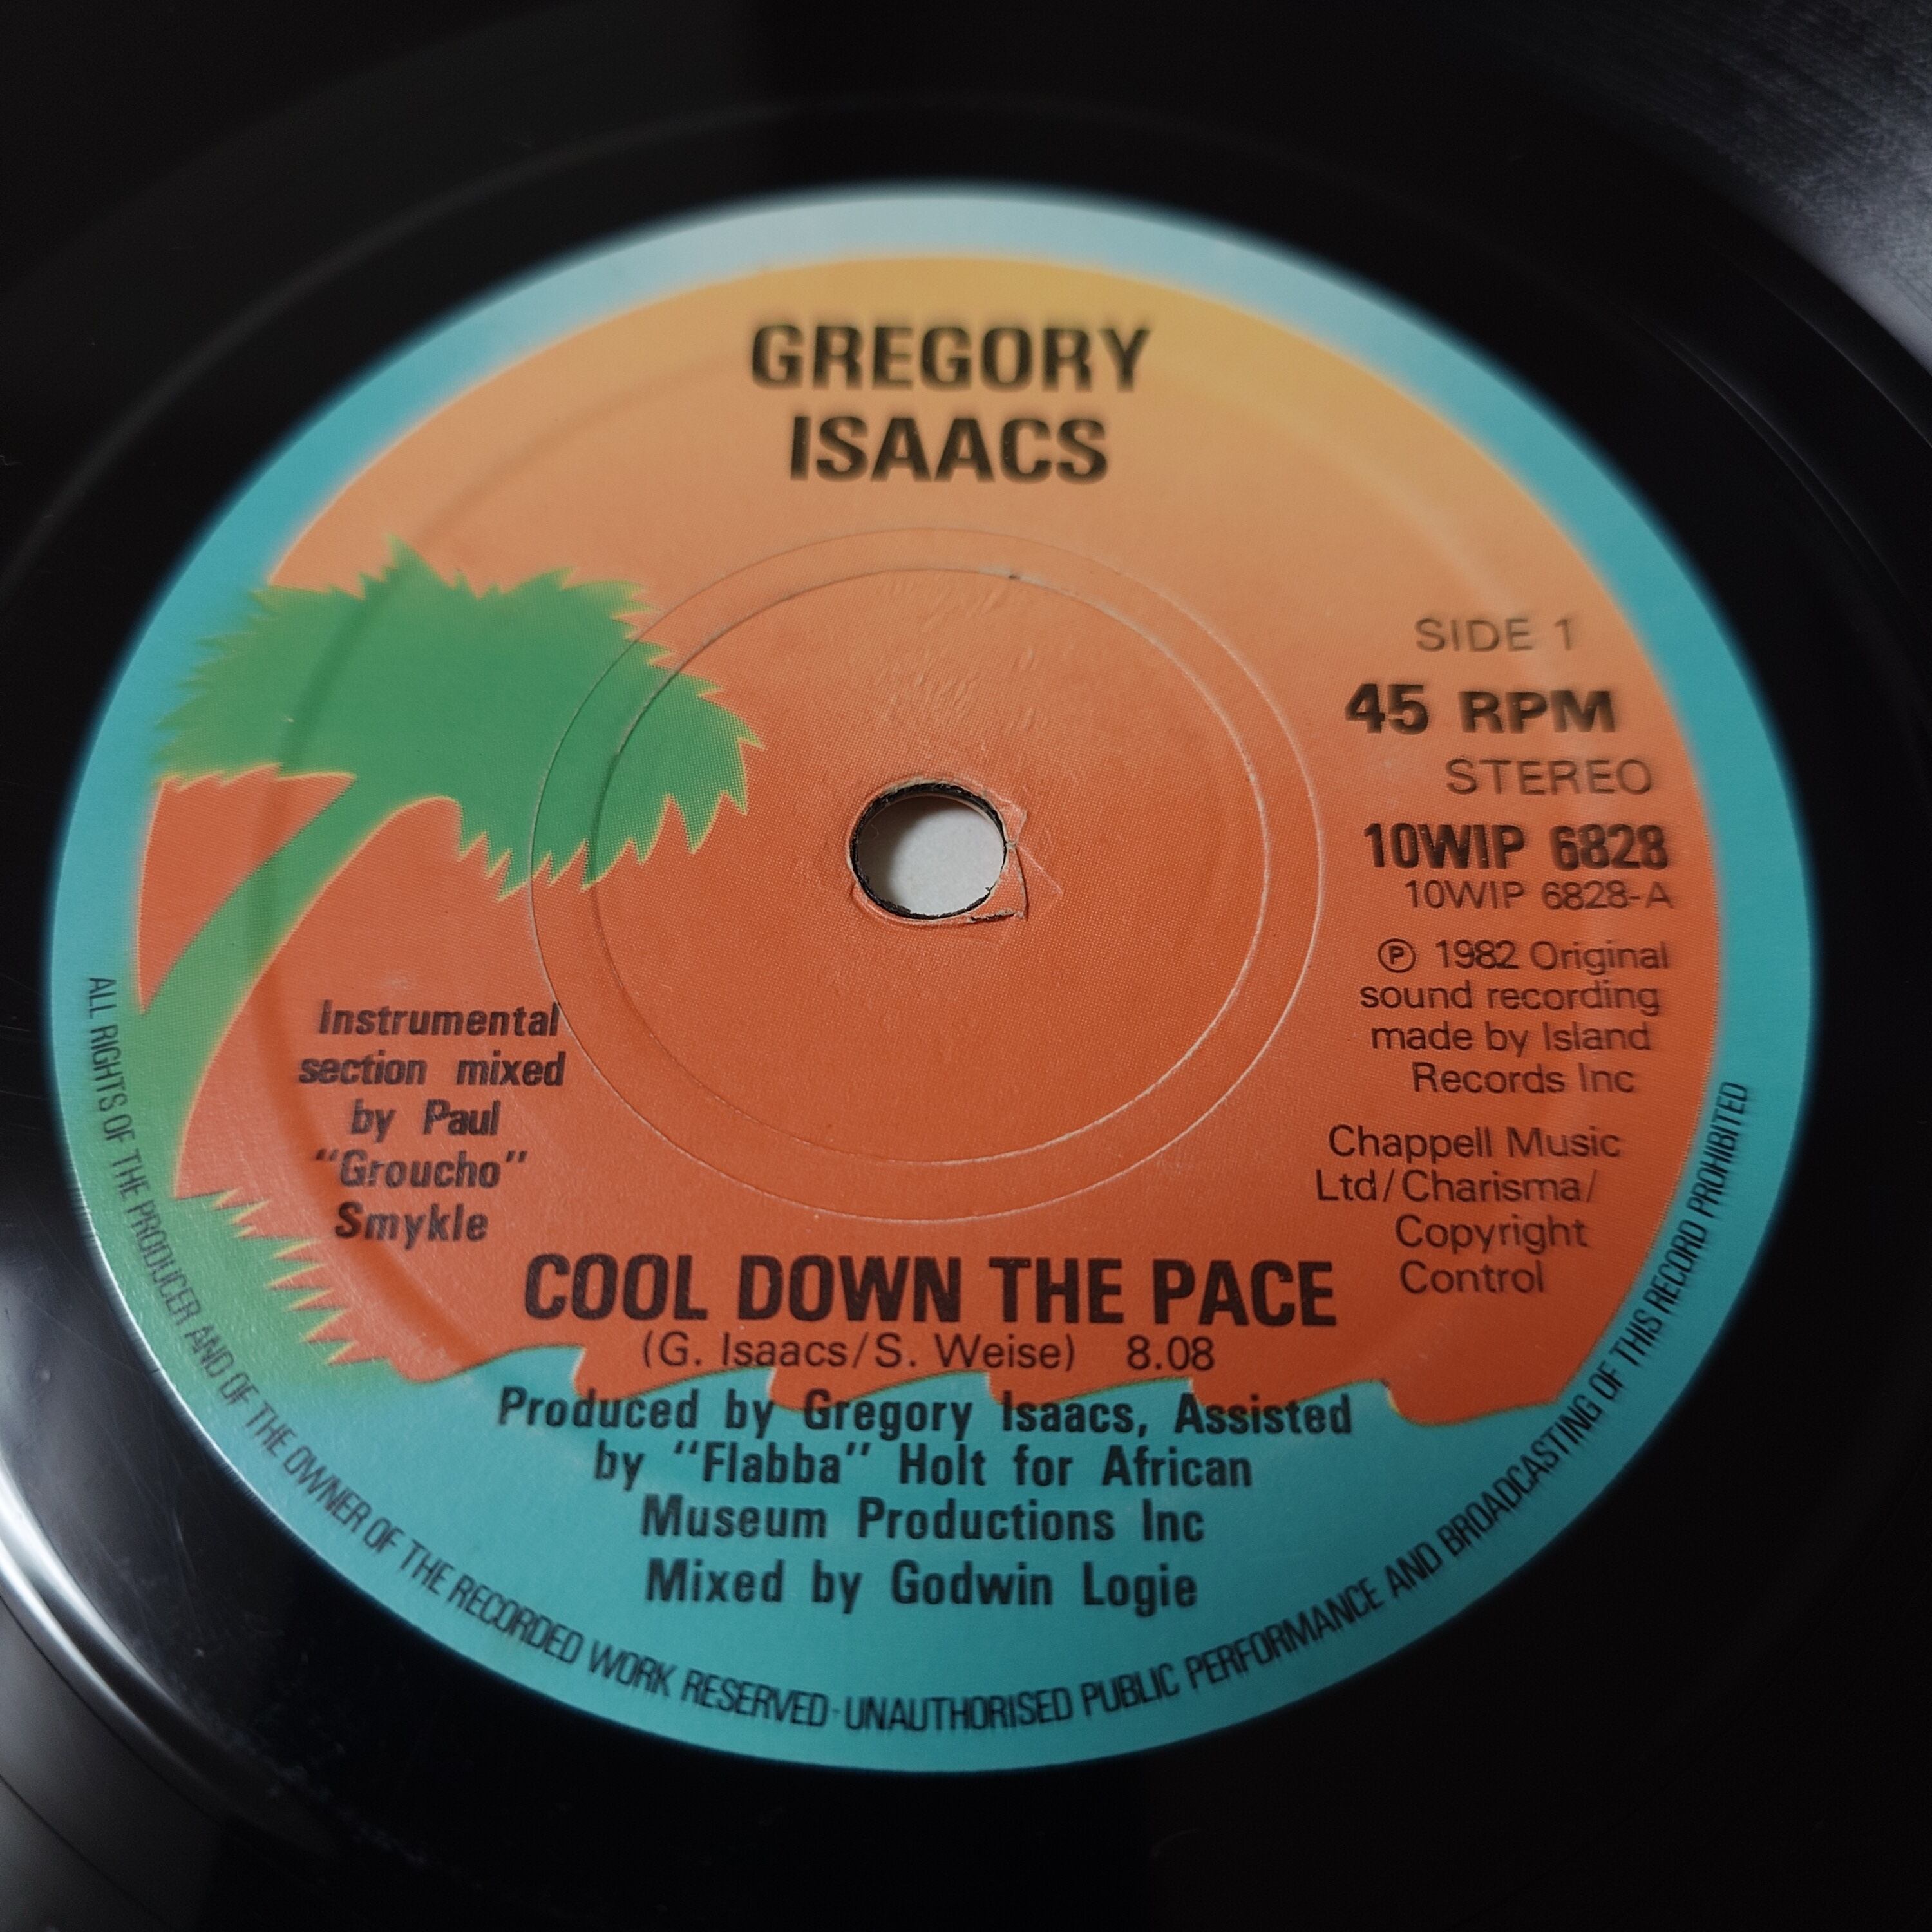 GREGORY
ISAACS
SIDE 1
45 RPM
STEREO
10WIP 6828
10WIP 6828-A
℗ 1982 Original
sound recording
made by Island
Records Inc
Chappell Music
Ltd/Charisma/
Copyright
Control
Instrumental
section mixed
by Paul
"Groucho"
Smykle
COOL DOWN THE PACE
(G. Isaacs/S. Weise) 8.08
Produced by Gregory Isaacs, Assisted
by "Flabba" Holt for African
Museum Productions Inc
Mixed by Godwin Logie
ALL RIGHTS OF THE PRODUCER AND OF THE OWNER OF THE RECORDED WORK RESERVED · UNAUTHORISED PUBLIC PERFORMANCE AND BROADCASTING OF THIS RECORD PROHIBITED